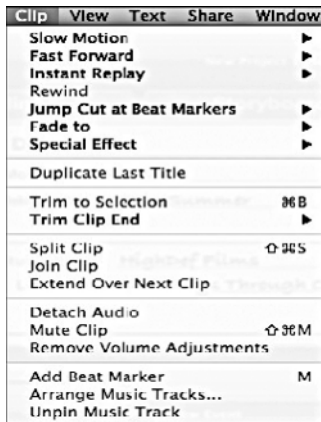 Clip View Text Share Window
Slow Motion ▶
Fast Forward ▶
Instant Replay ▶
Rewind
Jump Cut at Beat Markers ▶
Fade to ▶
Special Effect ▶
Duplicate Last Title
Trim to Selection ⌘B
Trim Clip End ▶
Split Clip ⇧⌘S
Join Clip
Extend Over Next Clip
Detach Audio
Mute Clip ⇧⌘M
Remove Volume Adjustments
Add Beat Marker M
Arrange Music Tracks...
Unpin Music Track